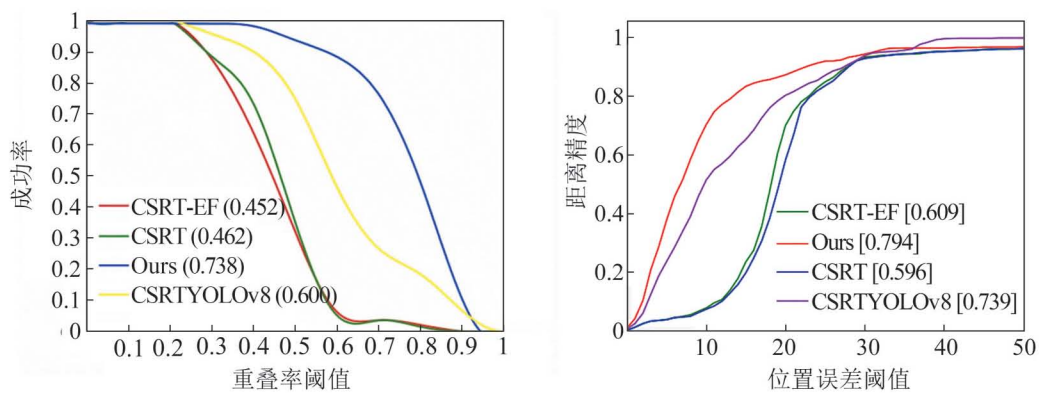 1
0.9
0.8
0.7
0.6
0.5
0.4
0.3
0.2
0.1
0
成功率
CSRT-EF (0.452)
CSRT (0.462)
Ours (0.738)
CSRTYOLOv8 (0.600)
0 0.1 0.2 0.3 0.4 0.5 0.6 0.7 0.8 0.9 1
重叠率阈值
1
0.8
0.6
0.4
0.2
0
距离精度
CSRT-EF [0.609]
Ours [0.794]
CSRT [0.596]
CSRTYOLOv8 [0.739]
10 20 30 40 50
位置误差阈值